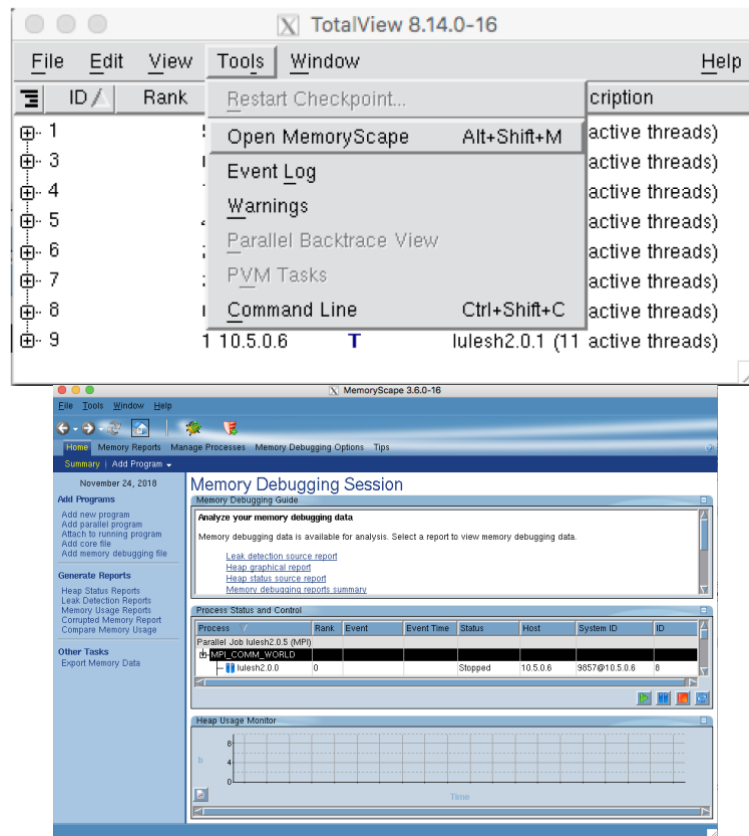 TotalView 8.14.0-16
File Edit View Tools Window Help
ID Rank cription
Restart Checkpoint...
1 active threads)
Open MemoryScape Alt+Shift+M
3 active threads)
Event Log
4 active threads)
Warnings
5 active threads)
Parallel Backtrace View
6 active threads)
PVM Tasks
7 active threads)
Command Line Ctrl+Shift+C
8 active threads)
9 1 10.5.0.6 T lulesh2.0.1 (11 active threads)
MemoryScape 3.6.0-16
File Tools Window Help
Home Memory Reports Manage Processes Memory Debugging Options Tips
Summary | Add Program
November 24, 2018
Add Programs
Add new program
Add parallel program
Attach to running program
Add core file
Add memory debugging file
Generate Reports
Heap Status Reports
Leak Detection Reports
Memory Usage Reports
Corrupted Memory Report
Compare Memory Usage
Other Tasks
Export Memory Data
Memory Debugging Session
Memory Debugging Guide
Analyze your memory debugging data
Memory debugging data is available for analysis. Select a report to view memory debugging data.
Leak detection source report
Heap graphical report
Heap status source report
Memory debugging reports summary
Process Status and Control
Process Rank Event Event Time Status Host System ID ID
Parallel Job lulesh2.0.5 (MPI)
MPI_COMM_WORLD
lulesh2.0.0 0 Stopped 10.5.0.6 9857@10.5.0.6 8
Heap Usage Monitor
8
b 4
0
Time